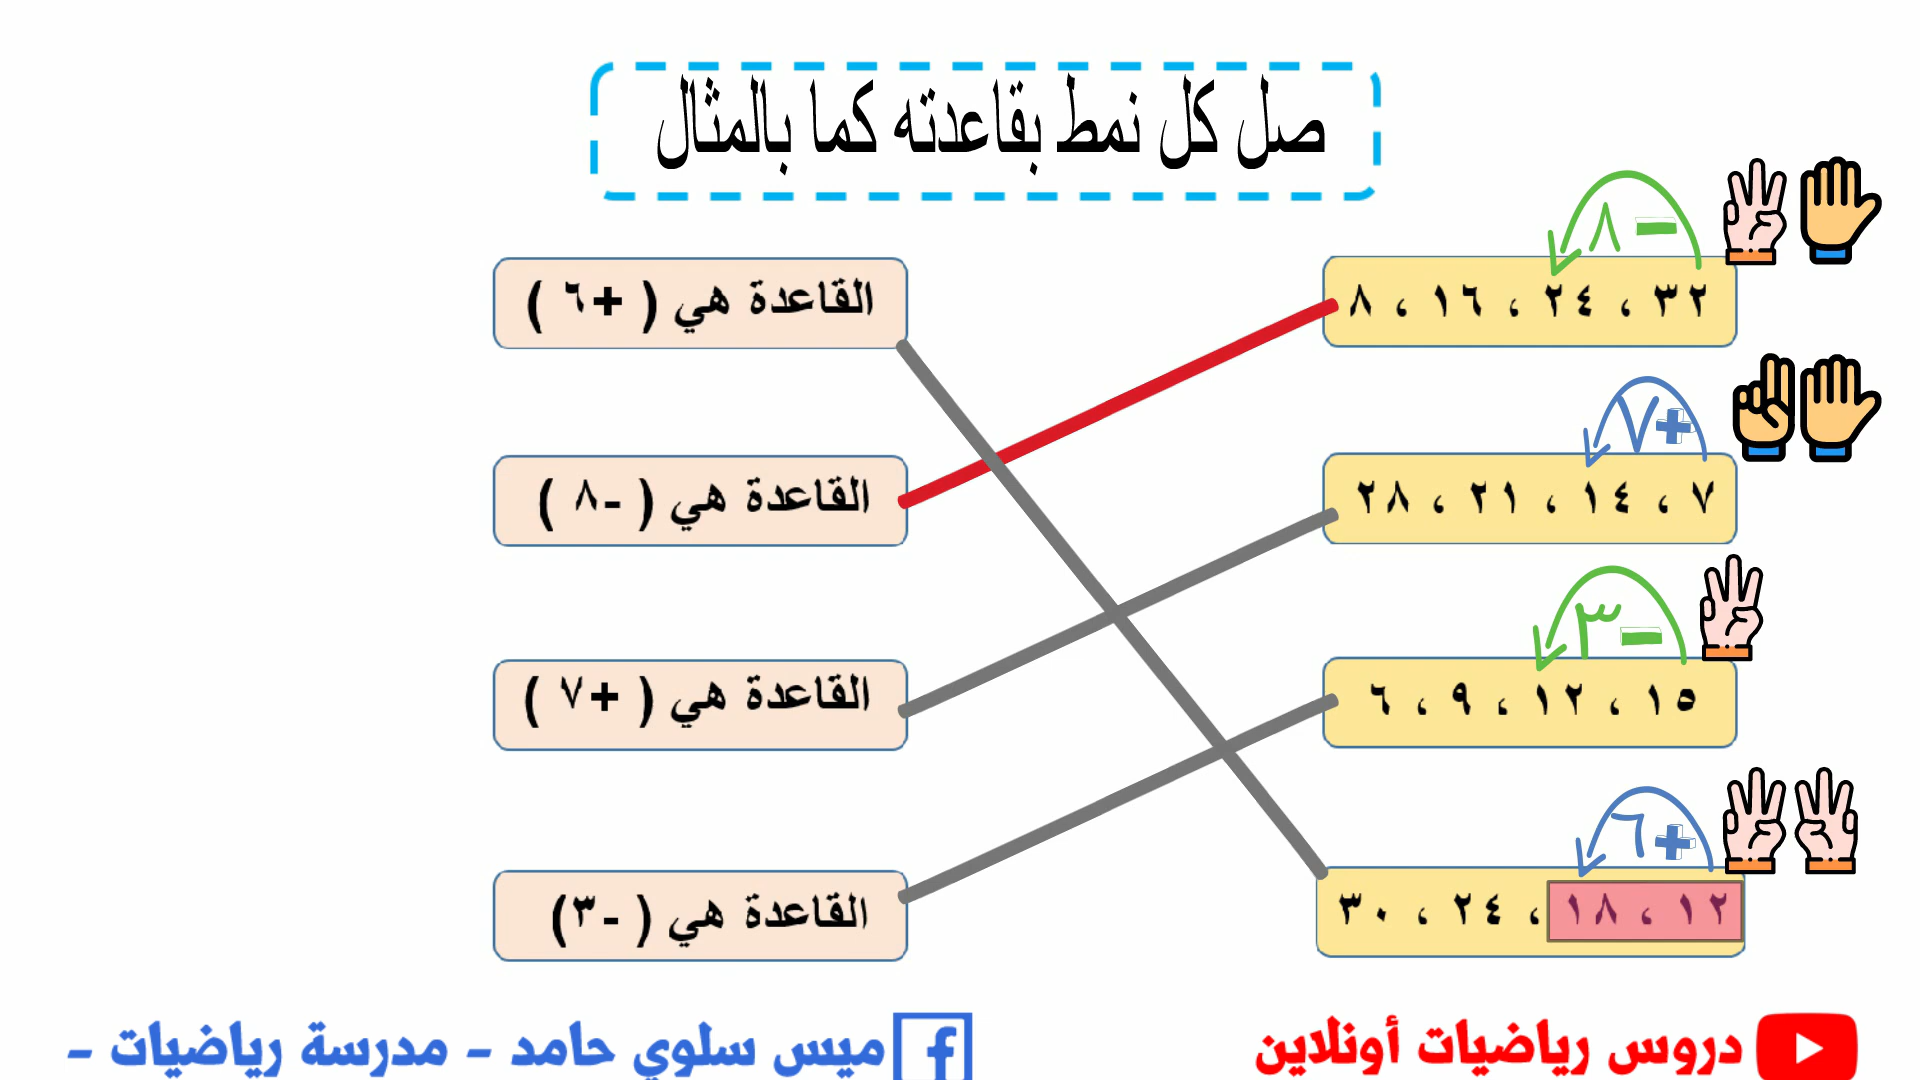 صل كل نمط بقاعدته كما بالمثال
- ٨
٣٢ ، ٢٤ ، ١٦ ، ٨
القاعدة هي ( +٦ )
+٧
٧ ، ١٤ ، ٢١ ، ٢٨
القاعدة هي ( -٨ )
-٣
١٥ ، ١٢ ، ٩ ، ٦
القاعدة هي ( +٧ )
+٦
١٢ ، ١٨ ، ٢٤ ، ٣٠
القاعدة هي ( -٣)
دروس رياضيات أونلاين
f ميس سلوي حامد - مدرسة رياضيات -